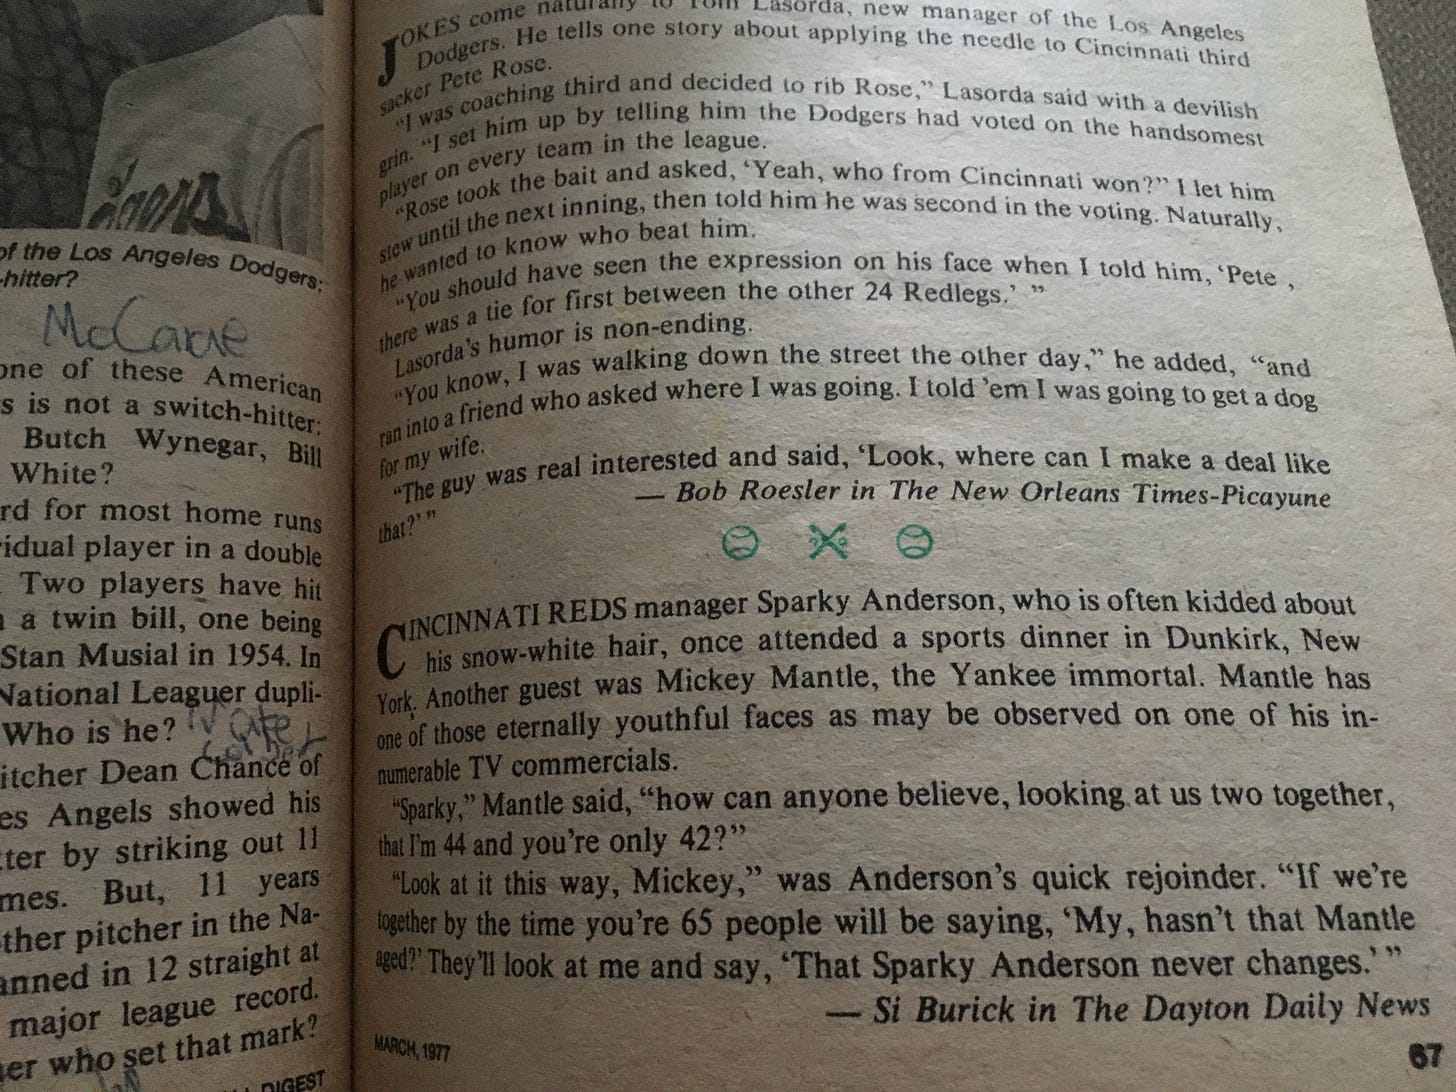 of the Los Angeles Dodgers:
-hitter?
one of these American
s is not a switch-hitter:
Butch Wynegar, Bill
White?
rd for most home runs
idual player in a double
Two players have hit
a twin bill, one being
Stan Musial in 1954. In
National Leaguer dupli-
Who is he?
itcher Dean Chance of
es Angels showed his
ter by striking out 11
mes. But, 11 years
ther pitcher in the Na-
anned in 12 straight at
major league record.
er who set that mark?
DIGEST
JOKES come naturally to Tom Lasorda, new manager of the Los Angeles
Dodgers. He tells one story about applying the needle to Cincinnati third
sacker Pete Rose.
"I was coaching third and decided to rib Rose," Lasorda said with a devilish
grin. "I set him up by telling him the Dodgers had voted on the handsomest
player on every team in the league.
"Rose took the bait and asked, 'Yeah, who from Cincinnati won?" I let him
stew until the next inning, then told him he was second in the voting. Naturally,
he wanted to know who beat him.
"You should have seen the expression on his face when I told him, 'Pete ,
there was a tie for first between the other 24 Redlegs.' "
Lasorda's humor is non-ending.
"You know, I was walking down the street the other day," he added, "and
ran into a friend who asked where I was going. I told 'em I was going to get a dog
for my wife.
"The guy was real interested and said, 'Look, where can I make a deal like
that?' "
— Bob Roesler in The New Orleans Times-Picayune
CINCINNATI REDS manager Sparky Anderson, who is often kidded about
his snow-white hair, once attended a sports dinner in Dunkirk, New
York. Another guest was Mickey Mantle, the Yankee immortal. Mantle has
one of those eternally youthful faces as may be observed on one of his in-
numerable TV commercials.
"Sparky," Mantle said, "how can anyone believe, looking at us two together,
that I'm 44 and you're only 42?"
"Look at it this way, Mickey," was Anderson's quick rejoinder. "If we're
together by the time you're 65 people will be saying, 'My, hasn't that Mantle
aged?' They'll look at me and say, 'That Sparky Anderson never changes.' "
— Si Burick in The Dayton Daily News
MARCH, 1977
67